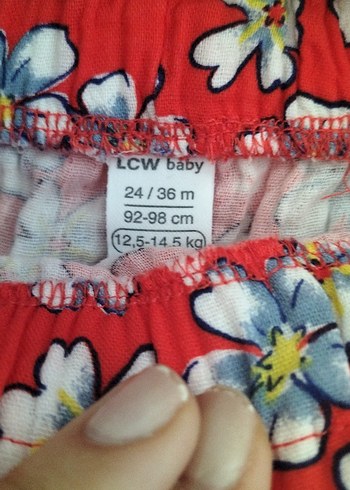 LCW baby
24 / 36 m
92-98 cm
12,5-14,5 kg